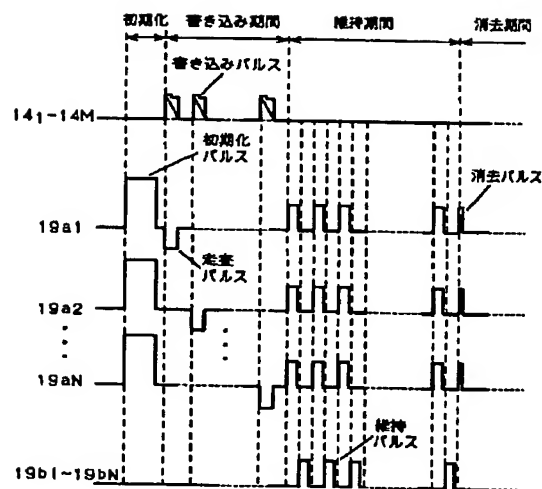 初期化 書き込み期間 維持期間 消去期間
書き込みパルス
14₁-14M
初期化
パルス
消去パルス
19a1
走査
パルス
19a2
19aN
維持
パルス
19b1~19bN